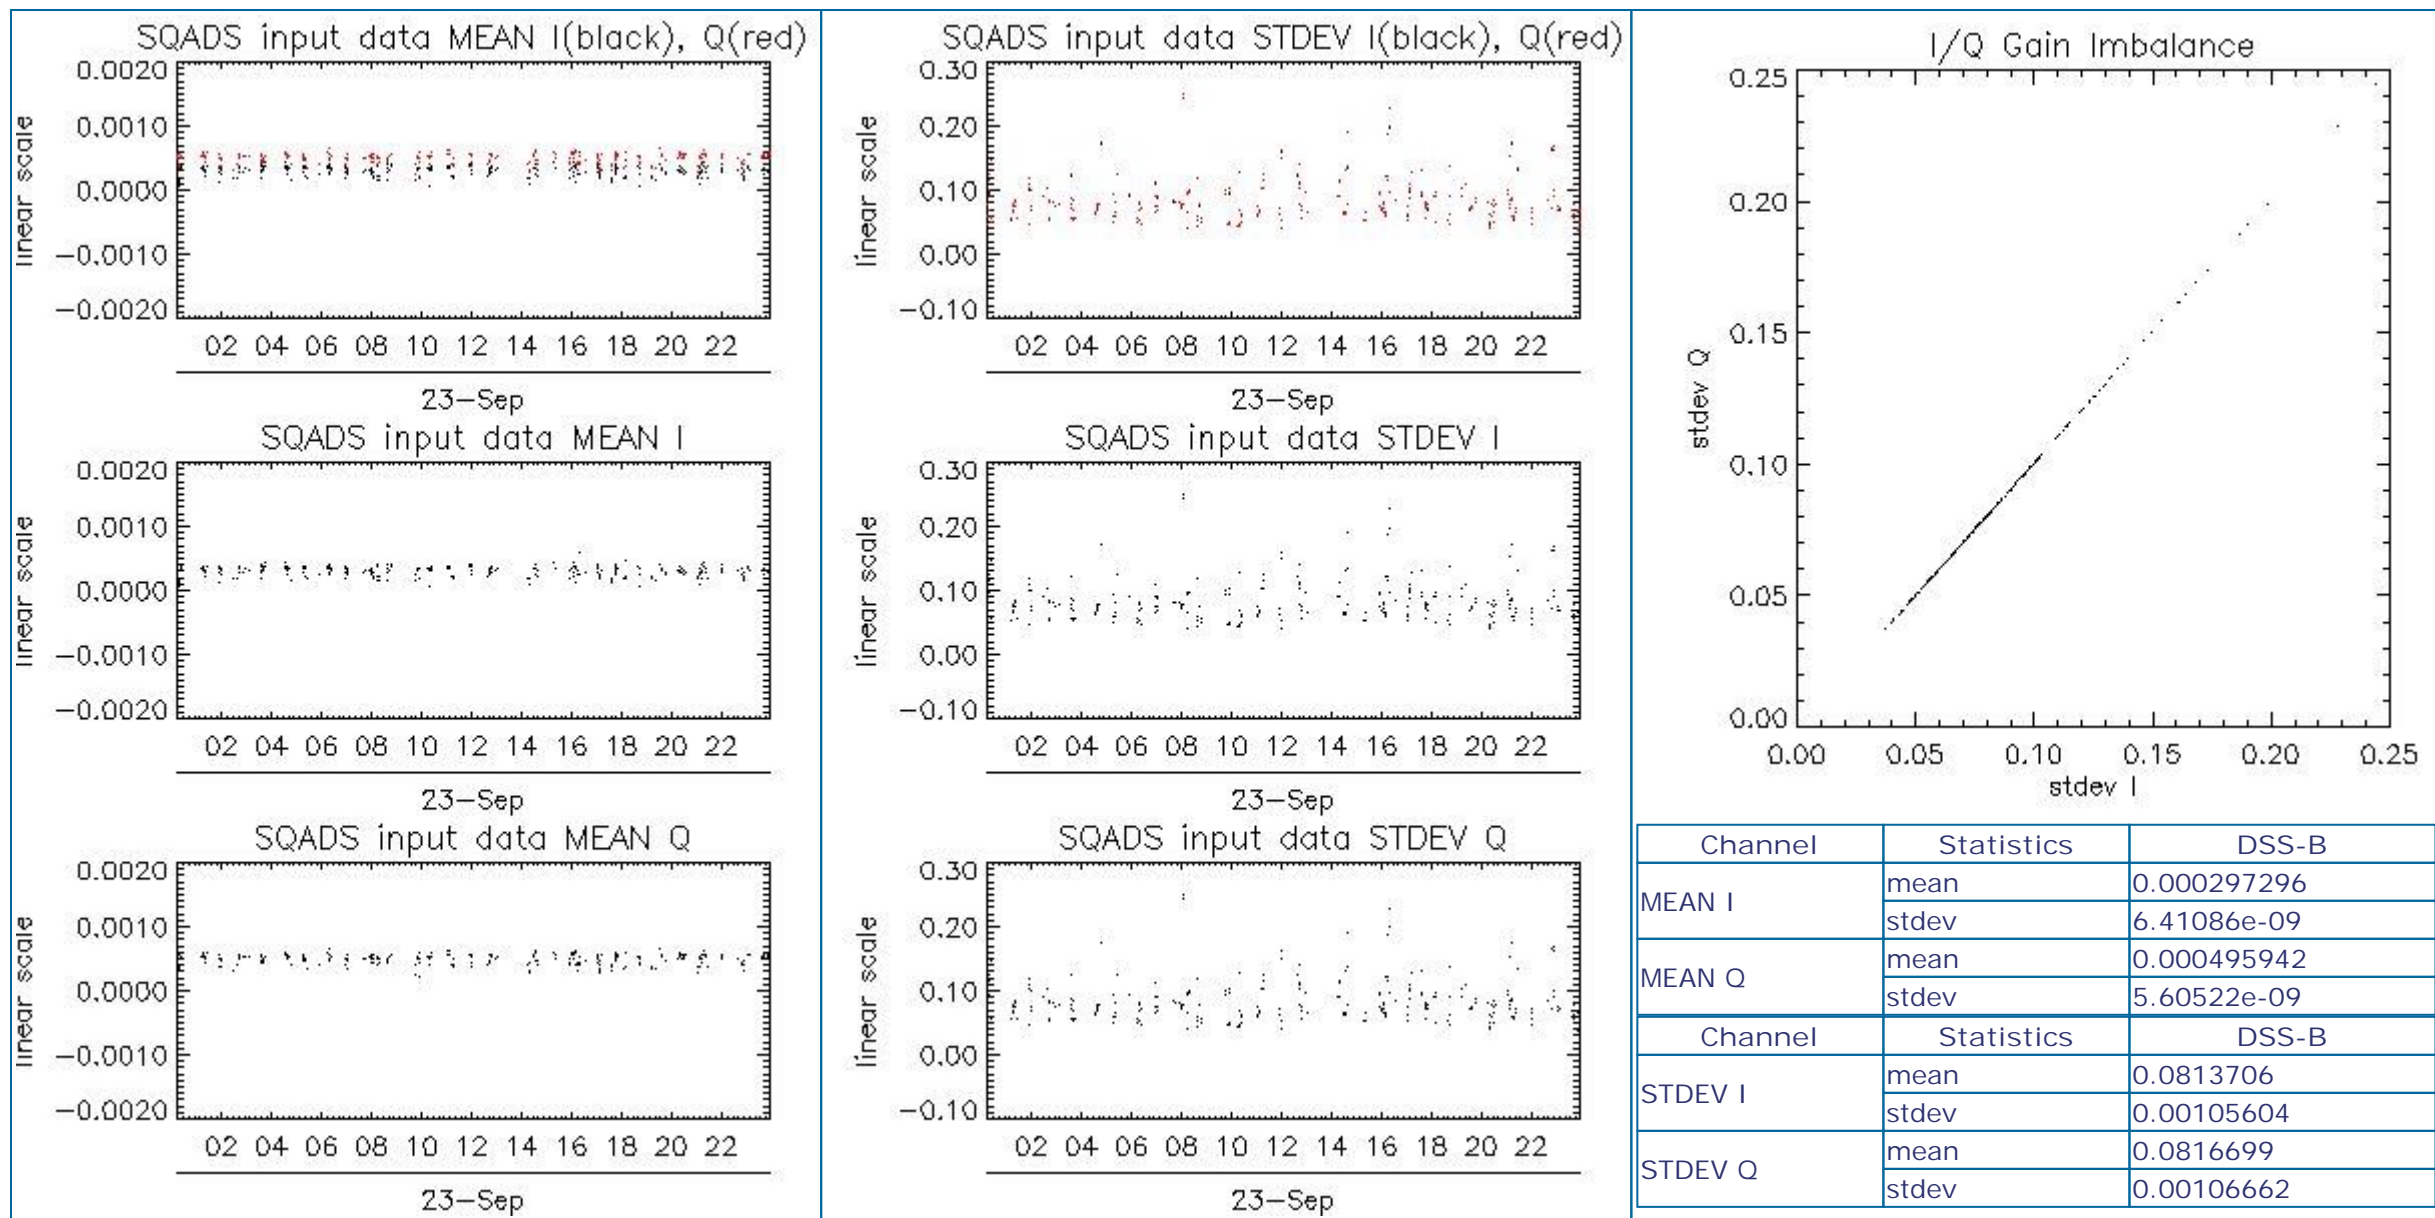 SQADS input data MEAN I(black), Q(red)
0.0020
0.0010
0.0000
−0.0010
−0.0020
linear scale
02 04 06 08 10 12 14 16 18 20 22
23−Sep
SQADS input data MEAN I
0.0020
0.0010
0.0000
−0.0010
−0.0020
linear scale
02 04 06 08 10 12 14 16 18 20 22
23−Sep
SQADS input data MEAN Q
0.0020
0.0010
0.0000
−0.0010
−0.0020
linear scale
02 04 06 08 10 12 14 16 18 20 22
23−Sep
SQADS input data STDEV I(black), Q(red)
0.30
0.20
0.10
0.00
−0.10
linear scale
02 04 06 08 10 12 14 16 18 20 22
23−Sep
SQADS input data STDEV I
0.30
0.20
0.10
0.00
−0.10
linear scale
02 04 06 08 10 12 14 16 18 20 22
23−Sep
SQADS input data STDEV Q
0.30
0.20
0.10
0.00
−0.10
linear scale
02 04 06 08 10 12 14 16 18 20 22
23−Sep
I/Q Gain Imbalance
0.25
0.20
0.15
0.10
0.05
0.00
stdev Q
0.00 0.05 0.10 0.15 0.20 0.25
stdev I
Channel Statistics DSS-B
MEAN I mean 0.000297296
stdev 6.41086e-09
MEAN Q mean 0.000495942
stdev 5.60522e-09
Channel Statistics DSS-B
STDEV I mean 0.0813706
stdev 0.00105604
STDEV Q mean 0.0816699
stdev 0.00106662